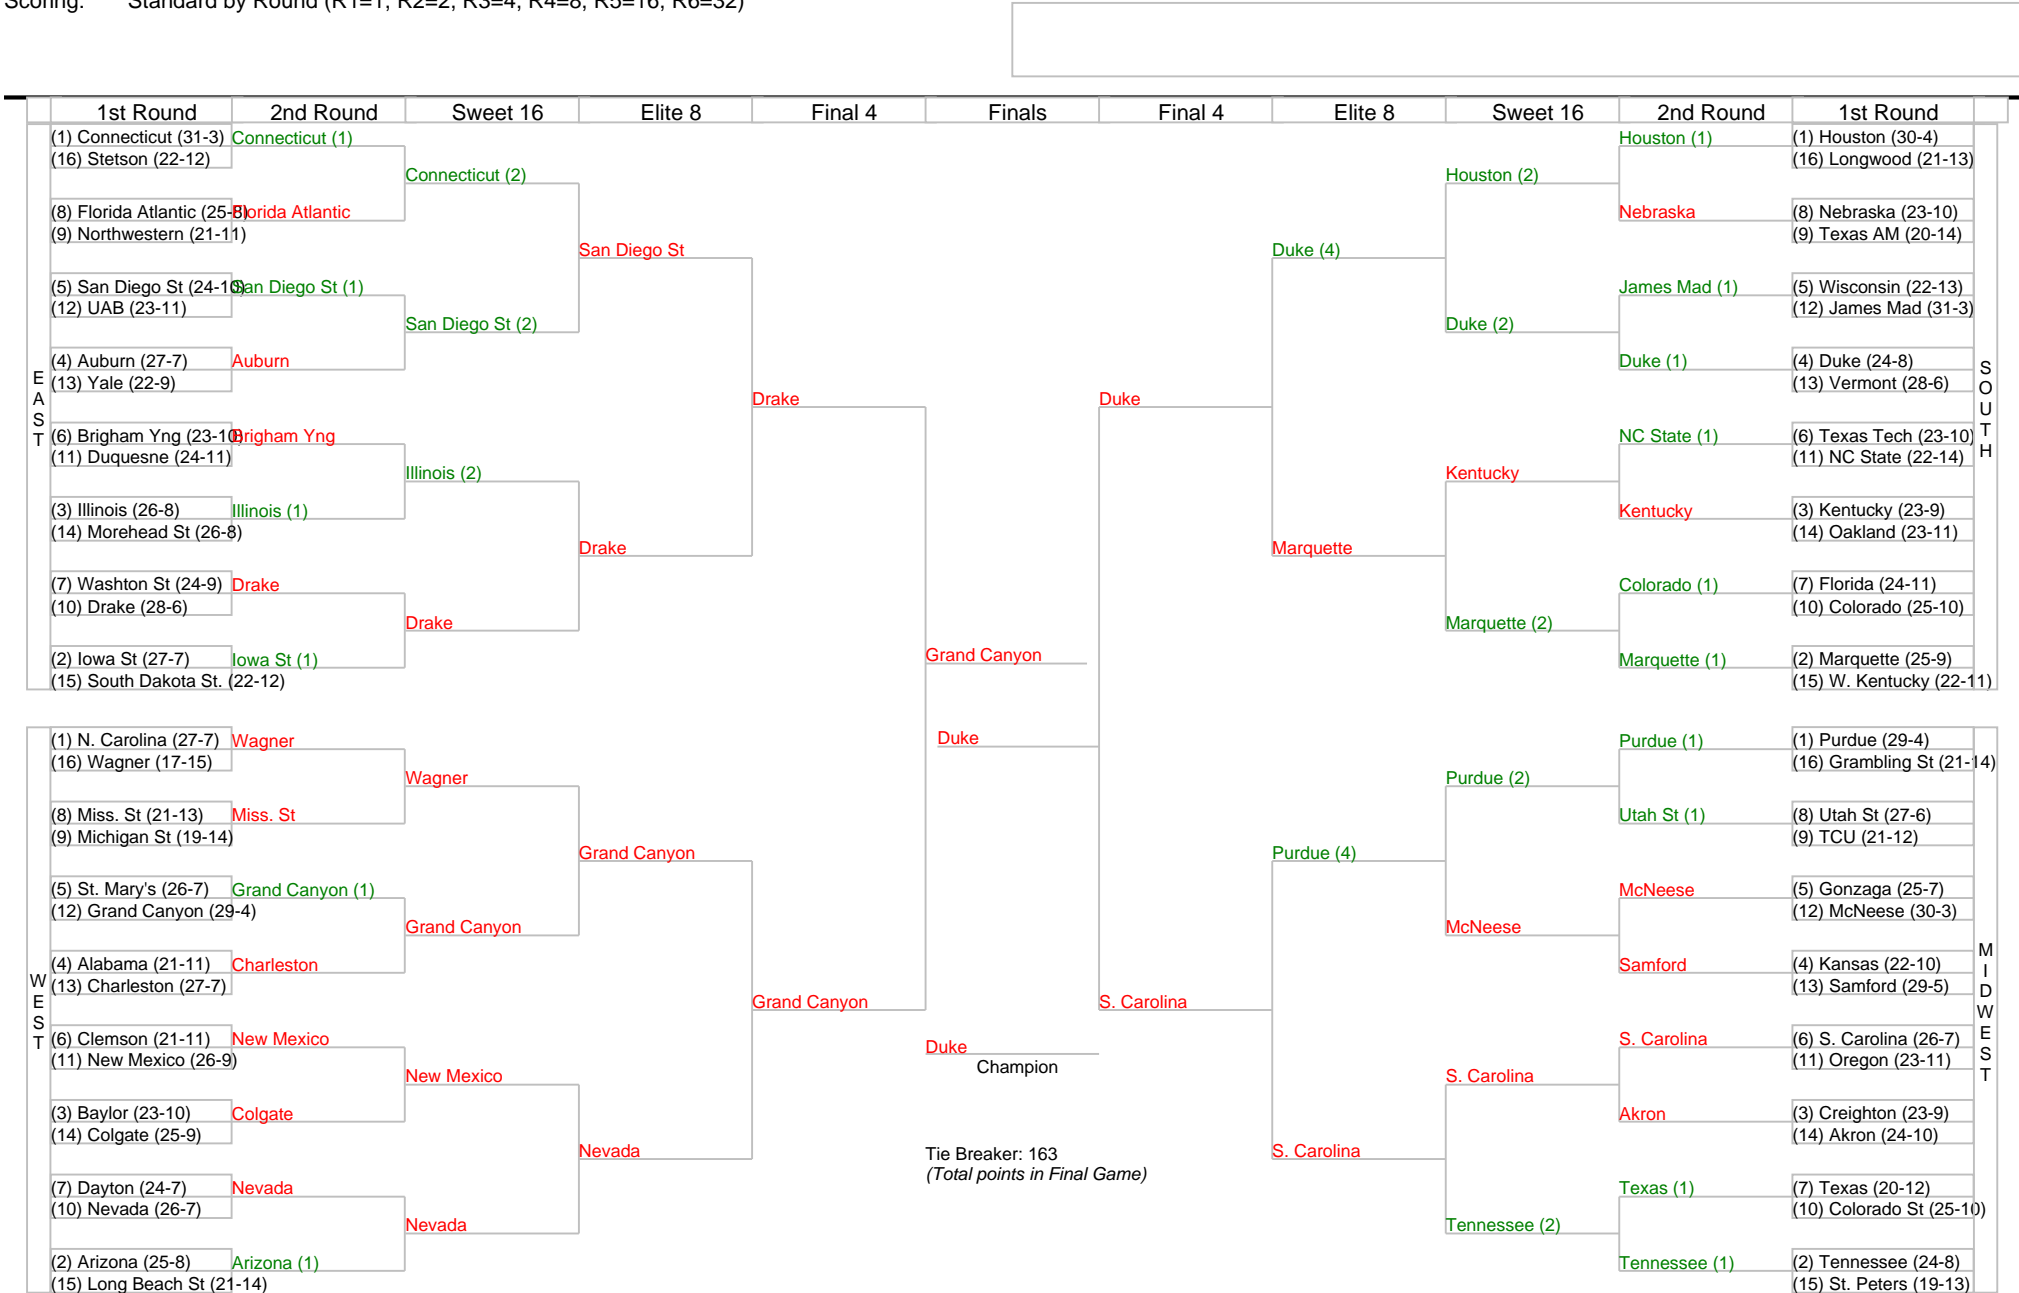 Scoring: Standard by Round (R1=1, R2=2, R3=4, R4=8, R5=16, R6=32)
1st Round 2nd Round Sweet 16 Elite 8 Final 4 Finals Final 4 Elite 8 Sweet 16 2nd Round 1st Round
EAST
(1) Connecticut (31-3) Connecticut (1)
(16) Stetson (22-12)
Connecticut (2)
(8) Florida Atlantic (25-8) Florida Atlantic
(9) Northwestern (21-11)
San Diego St
(5) San Diego St (24-10) San Diego St (1)
(12) UAB (23-11)
San Diego St (2)
(4) Auburn (27-7) Auburn
(13) Yale (22-9)
Drake
(6) Brigham Yng (23-10) Brigham Yng
(11) Duquesne (24-11)
Illinois (2)
(3) Illinois (26-8) Illinois (1)
(14) Morehead St (26-8)
Drake
(7) Washton St (24-9) Drake
(10) Drake (28-6)
Drake
(2) Iowa St (27-7) Iowa St (1)
(15) South Dakota St. (22-12)
WEST
(1) N. Carolina (27-7) Wagner
(16) Wagner (17-15)
Wagner
(8) Miss. St (21-13) Miss. St
(9) Michigan St (19-14)
Grand Canyon
(5) St. Mary's (26-7) Grand Canyon (1)
(12) Grand Canyon (29-4)
Grand Canyon
(4) Alabama (21-11) Charleston
(13) Charleston (27-7)
Grand Canyon
(6) Clemson (21-11) New Mexico
(11) New Mexico (26-9)
New Mexico
(3) Baylor (23-10) Colgate
(14) Colgate (25-9)
Nevada
(7) Dayton (24-7) Nevada
(10) Nevada (26-7)
Nevada
(2) Arizona (25-8) Arizona (1)
(15) Long Beach St (21-14)
Grand Canyon
Duke
Duke
Champion
Tie Breaker: 163
(Total points in Final Game)
SOUTH
Houston (1) (1) Houston (30-4)
(16) Longwood (21-13)
Houston (2)
Nebraska (8) Nebraska (23-10)
(9) Texas AM (20-14)
Duke (4)
James Mad (1) (5) Wisconsin (22-13)
(12) James Mad (31-3)
Duke (2)
Duke (1) (4) Duke (24-8)
(13) Vermont (28-6)
Duke
NC State (1) (6) Texas Tech (23-10)
(11) NC State (22-14)
Kentucky
Kentucky (3) Kentucky (23-9)
(14) Oakland (23-11)
Marquette
Colorado (1) (7) Florida (24-11)
(10) Colorado (25-10)
Marquette (2)
Marquette (1) (2) Marquette (25-9)
(15) W. Kentucky (22-11)
MIDWEST
Purdue (1) (1) Purdue (29-4)
(16) Grambling St (21-14)
Purdue (2)
Utah St (1) (8) Utah St (27-6)
(9) TCU (21-12)
Purdue (4)
McNeese (5) Gonzaga (25-7)
(12) McNeese (30-3)
McNeese
Samford (4) Kansas (22-10)
(13) Samford (29-5)
S. Carolina
S. Carolina (6) S. Carolina (26-7)
(11) Oregon (23-11)
S. Carolina
Akron (3) Creighton (23-9)
(14) Akron (24-10)
S. Carolina
Texas (1) (7) Texas (20-12)
(10) Colorado St (25-10)
Tennessee (2)
Tennessee (1) (2) Tennessee (24-8)
(15) St. Peters (19-13)